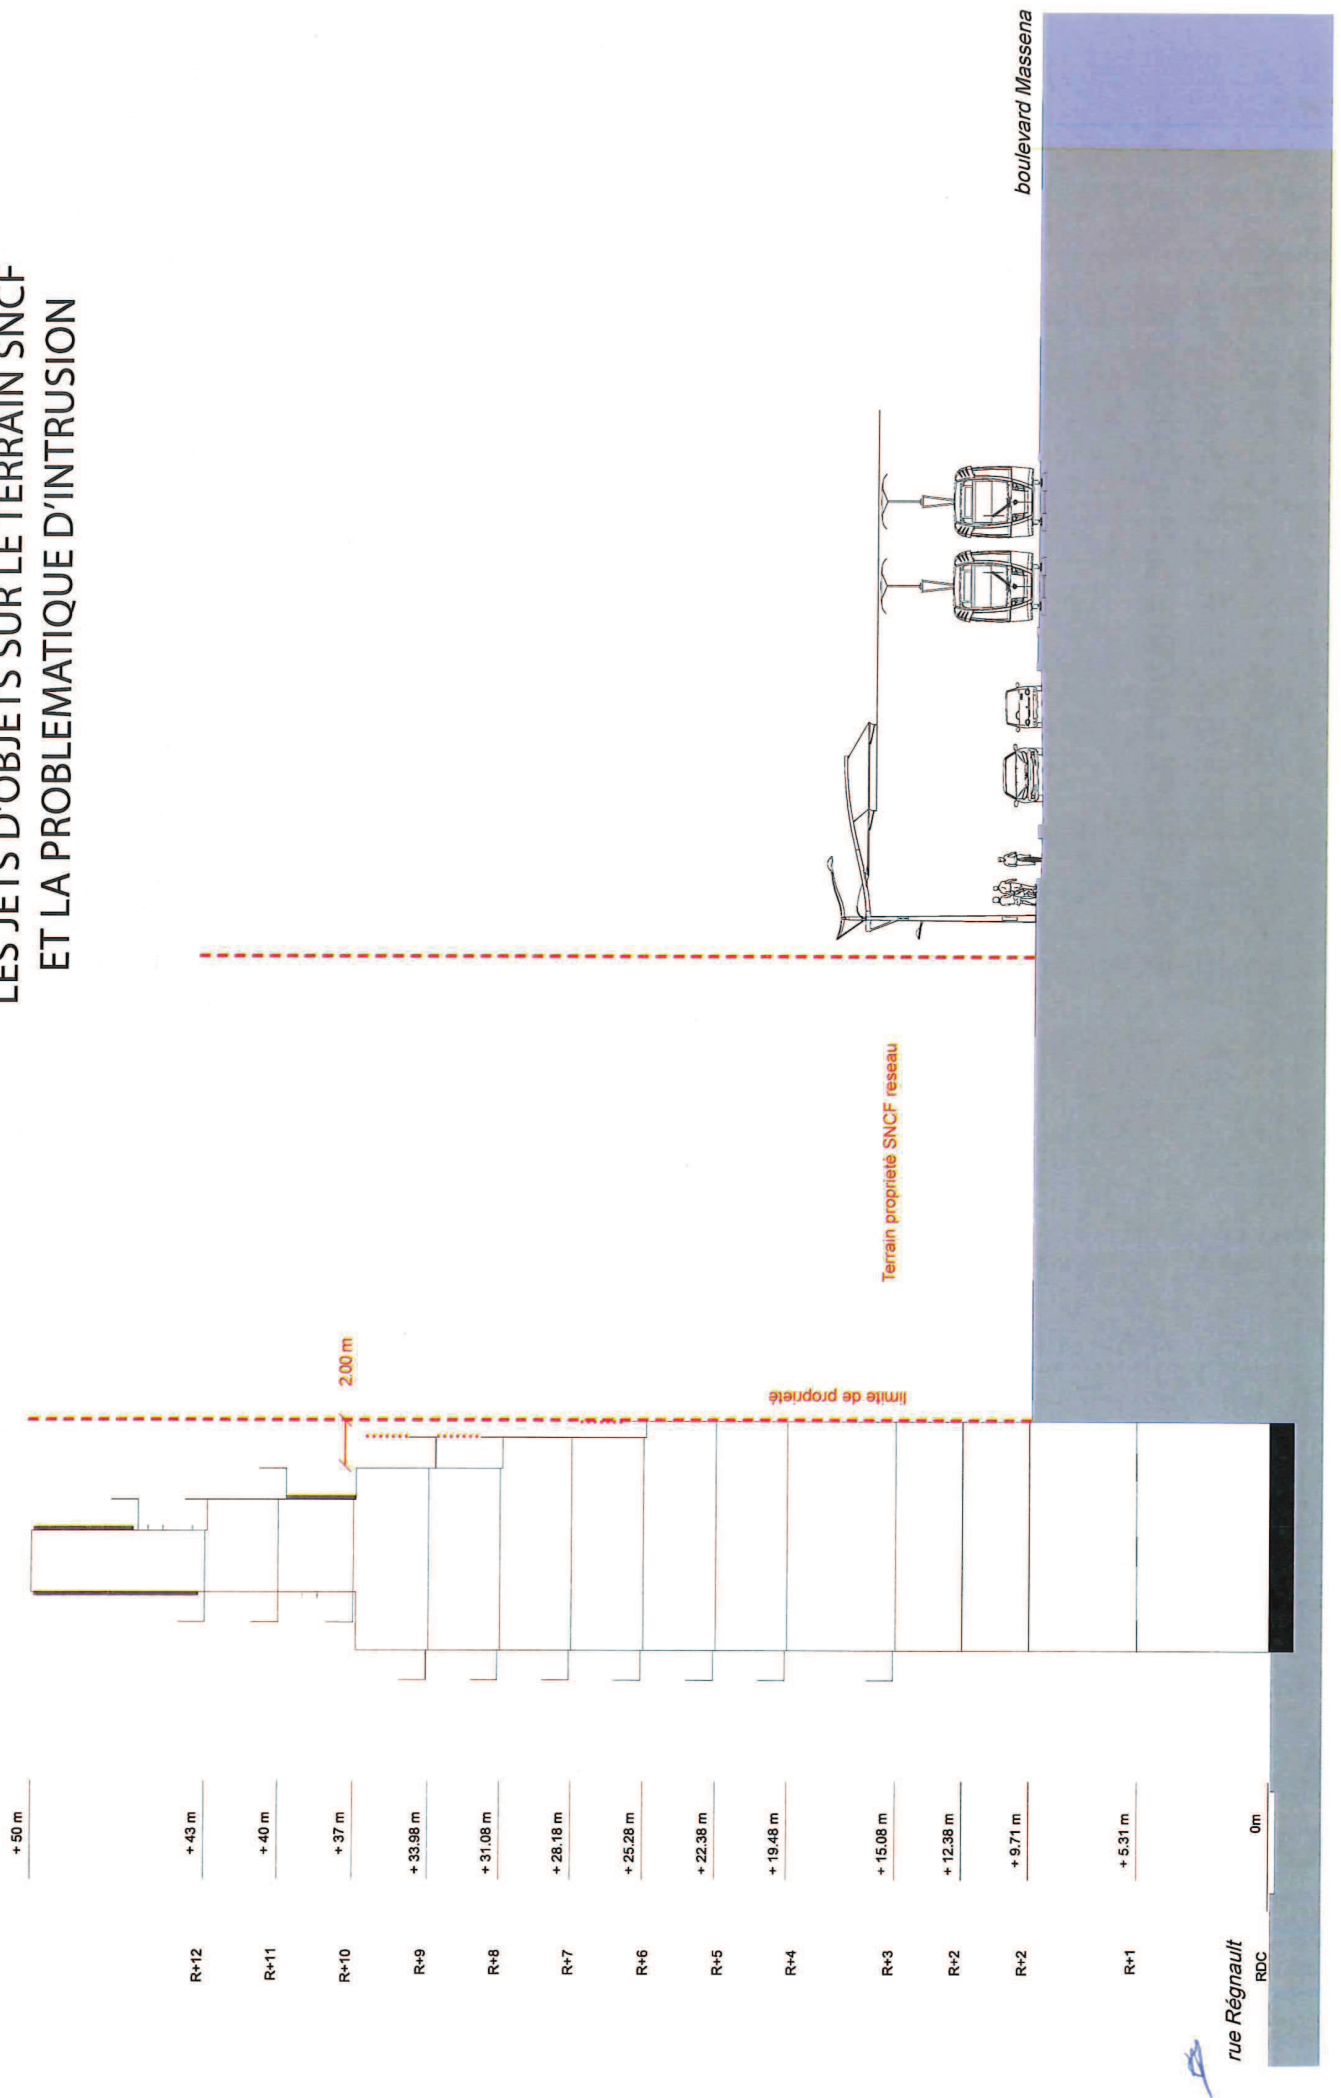 LES JETS D'OBJETS SUR LE TERRAIN SNCF
ET LA PROBLEMATIQUE D'INTRUSION
+ 50 m
R+12 + 43 m
R+11 + 40 m
R+10 + 37 m
2.00 m
R+9 + 33.98 m
R+8 + 31.08 m
R+7 + 28.18 m
R+6 + 25.28 m
R+5 + 22.38 m
R+4 + 19.48 m
R+3 + 15.08 m
R+2 + 12.38 m
R+2 + 9.71 m
R+1 + 5.31 m
RDC 0m
rue Régnault
limite de propriété
Terrain propriété SNCF reseau
boulevard Massena